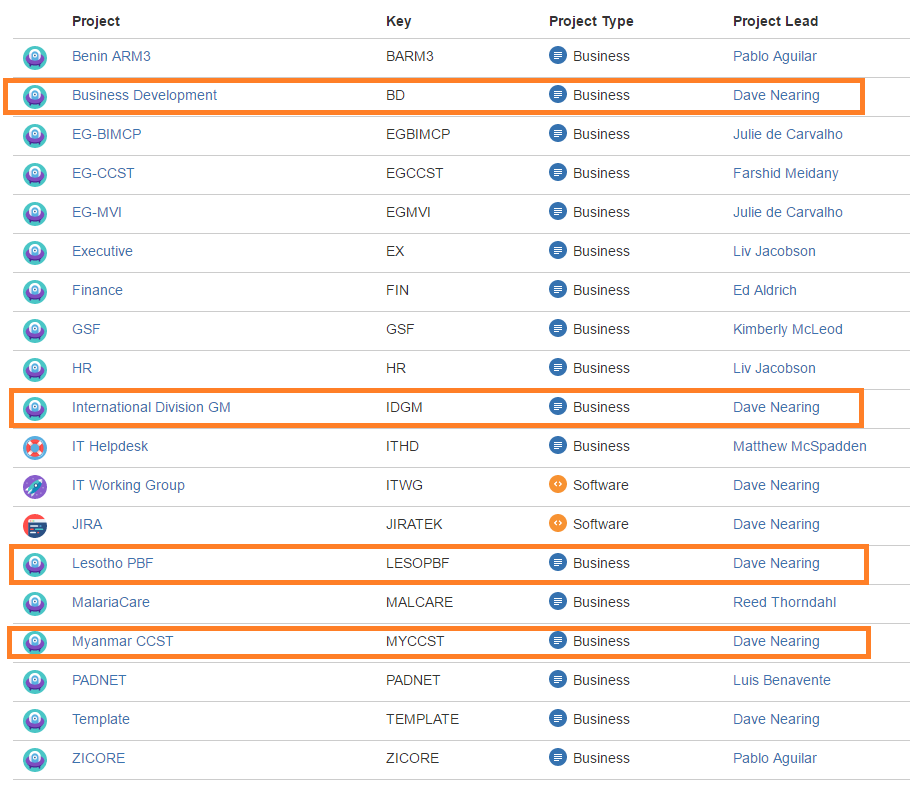 Project Key Project Type Project Lead
Benin ARM3 BARM3 Business Pablo Aguilar
Business Development BD Business Dave Nearing
EG-BIMCP EGBIMCP Business Julie de Carvalho
EG-CCST EGCCST Business Farshid Meidany
EG-MVI EGMVI Business Julie de Carvalho
Executive EX Business Liv Jacobson
Finance FIN Business Ed Aldrich
GSF GSF Business Kimberly McLeod
HR HR Business Liv Jacobson
International Division GM IDGM Business Dave Nearing
IT Helpdesk ITHD Business Matthew McSpadden
IT Working Group ITWG Software Dave Nearing
JIRA JIRATEK Software Dave Nearing
Lesotho PBF LESOPBF Business Dave Nearing
MalariaCare MALCARE Business Reed Thorndahl
Myanmar CCST MYCCST Business Dave Nearing
PADNET PADNET Business Luis Benavente
Template TEMPLATE Business Dave Nearing
ZICORE ZICORE Business Pablo Aguilar